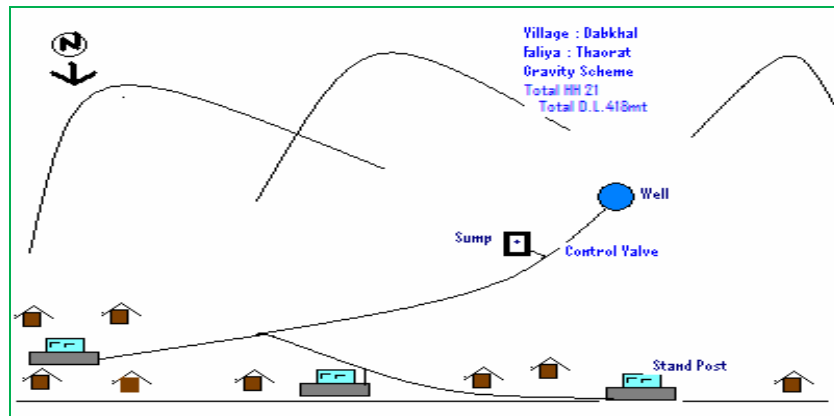 N
Village : Dabkhal
Faliya : Thaorat
Gravity Scheme
Total HH 21
Total D.L.418mt
Well
Sump
Control Valve
Stand Post